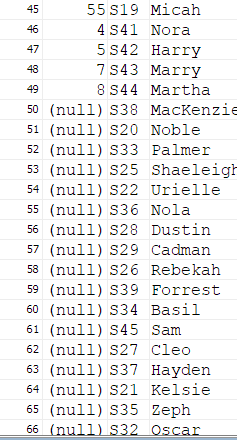 45 55 S19 Micah
46 4 S41 Nora
47 5 S42 Harry
48 7 S43 Marry
49 8 S44 Martha
50 (null) S38 MacKenzie
51 (null) S20 Noble
52 (null) S33 Palmer
53 (null) S25 Shaeleigh
54 (null) S22 Urielle
55 (null) S36 Nola
56 (null) S28 Dustin
57 (null) S29 Cadman
58 (null) S26 Rebekah
59 (null) S39 Forrest
60 (null) S34 Basil
61 (null) S45 Sam
62 (null) S27 Cleo
63 (null) S37 Hayden
64 (null) S21 Kelsie
65 (null) S35 Zeph
66 (null) S32 Oscar